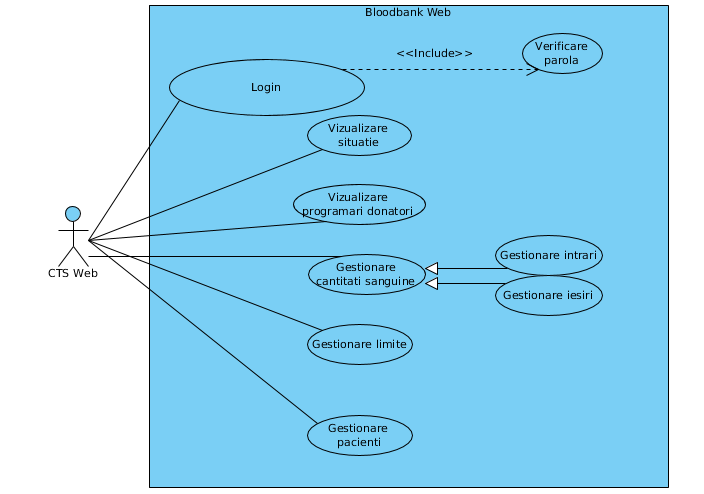 Bloodbank Web
<<Include>>
Verificare
parola
Login
Vizualizare
situatie
Vizualizare
programari donatori
CTS Web
Gestionare
cantitati sanguine
Gestionare intrari
Gestionare iesiri
Gestionare limite
Gestionare
pacienti